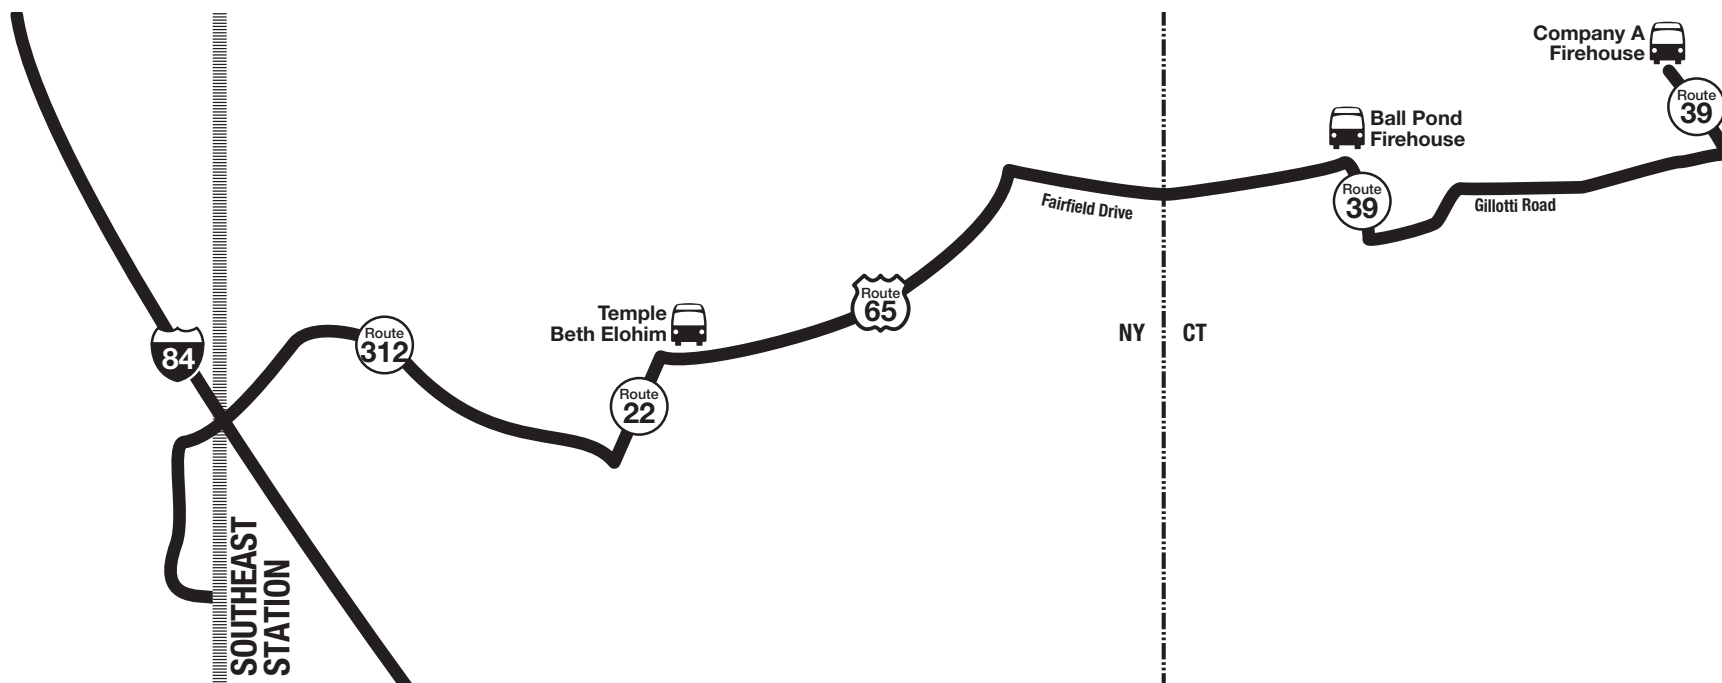 Company A
Firehouse
Route
39
Ball Pond
Firehouse
Route
39
Gillotti Road
Fairfield Drive
Temple
Beth Elohim
Route
65
NY
CT
84
Route
312
Route
22
SOUTHEAST
STATION